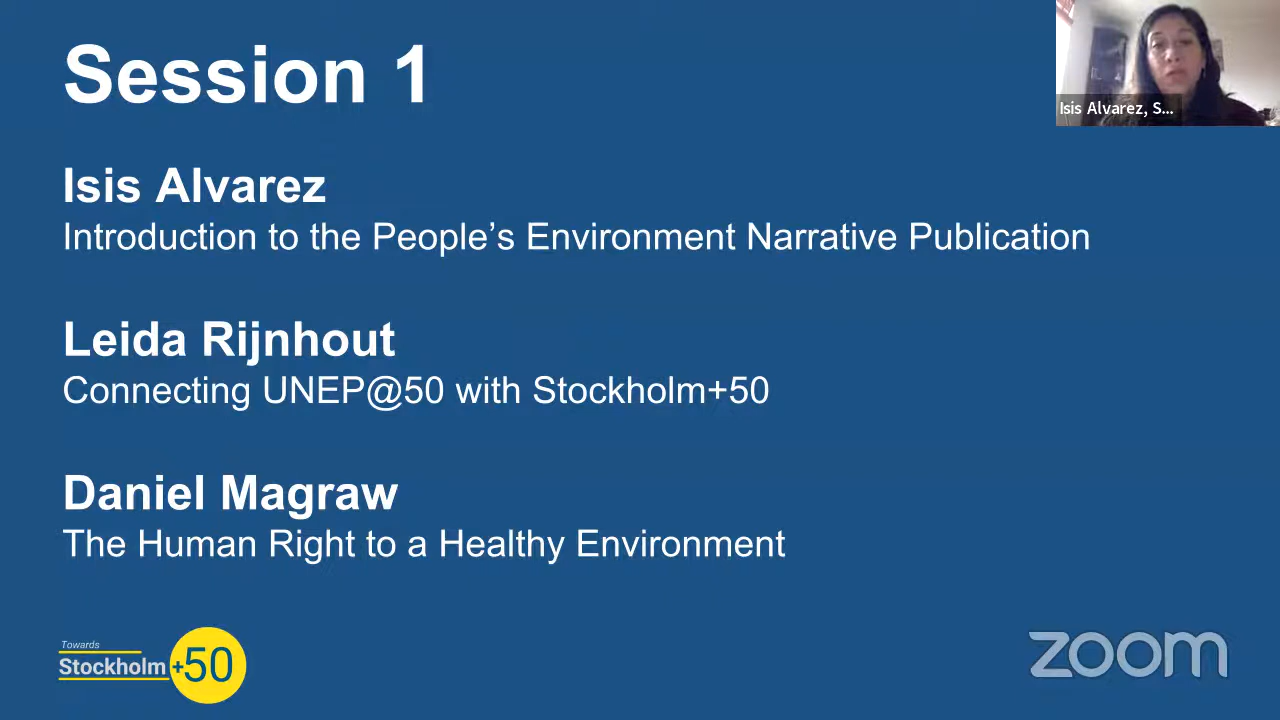 Session 1
Isis Alvarez, S...
Isis Alvarez
Introduction to the People’s Environment Narrative Publication
Leida Rijnhout
Connecting UNEP@50 with Stockholm+50
Daniel Magraw
The Human Right to a Healthy Environment
Towards
Stockholm+50
zoom